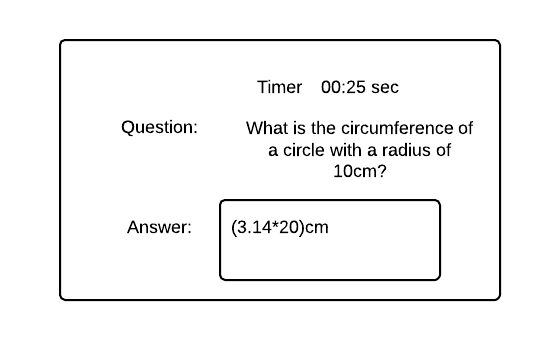 Timer 00:25 sec
Question:
What is the circumference of
a circle with a radius of
10cm?
Answer:
(3.14*20)cm